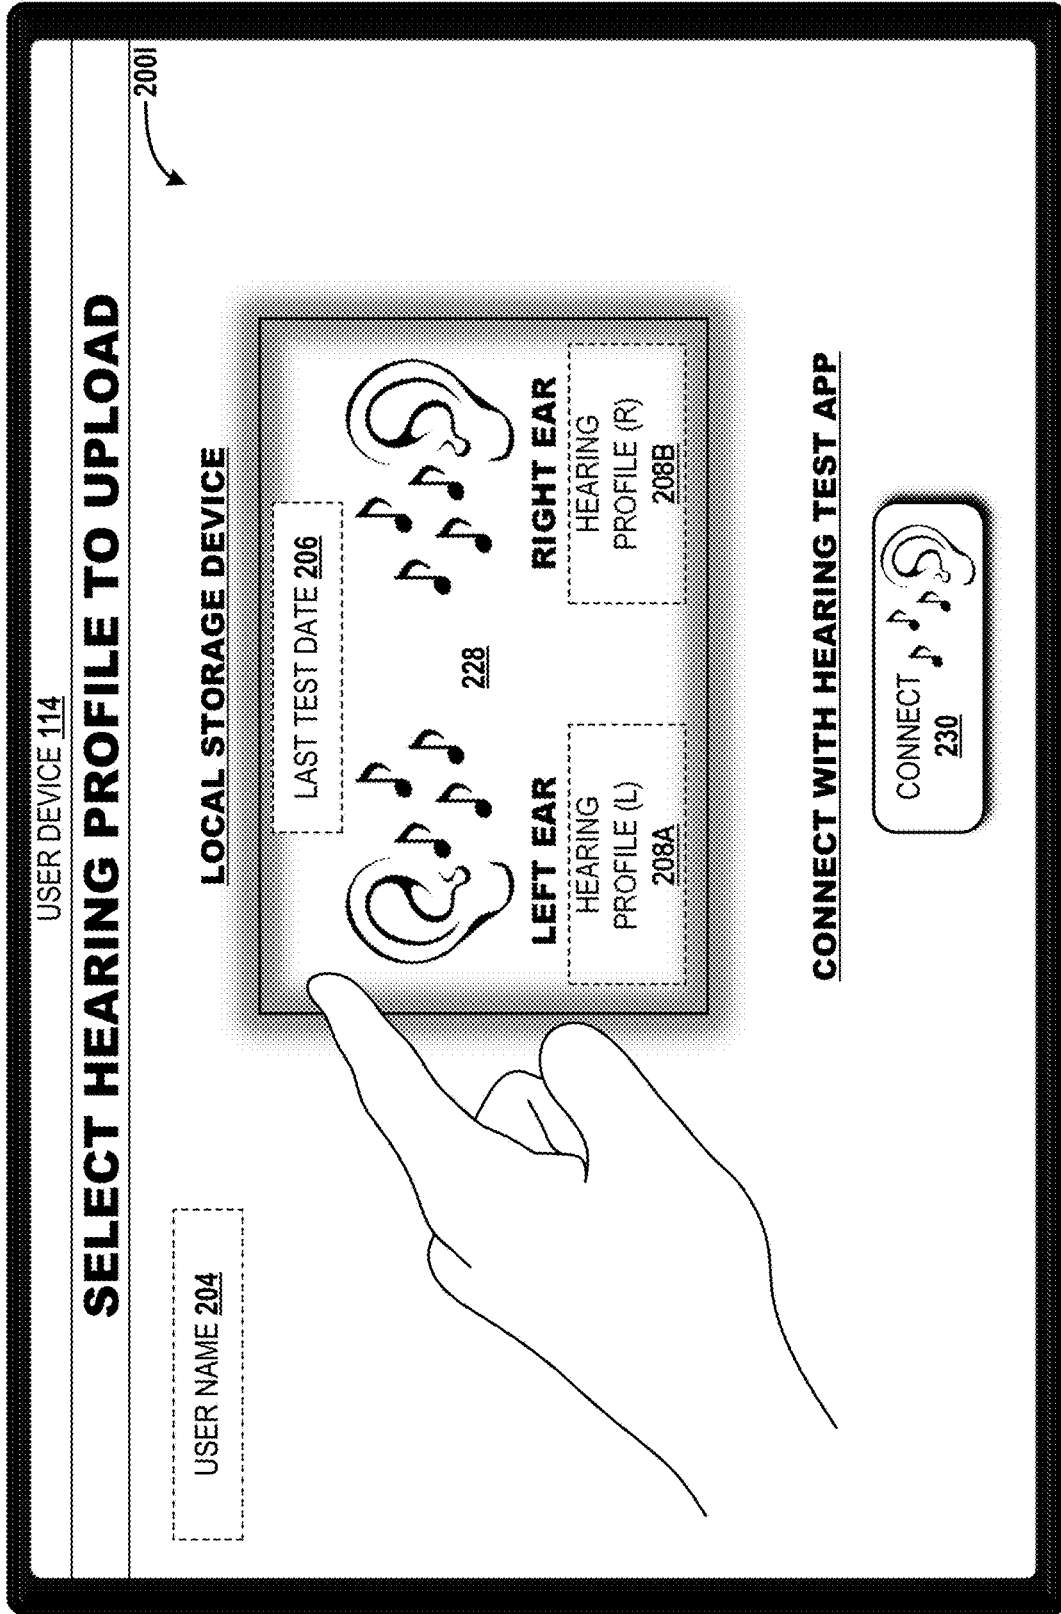 USER DEVICE 114
SELECT HEARING PROFILE TO UPLOAD
200I
USER NAME 204
LOCAL STORAGE DEVICE
LAST TEST DATE 206
228
LEFT EAR
RIGHT EAR
HEARING
PROFILE (L)
208A
HEARING
PROFILE (R)
208B
CONNECT WITH HEARING TEST APP
CONNECT
230